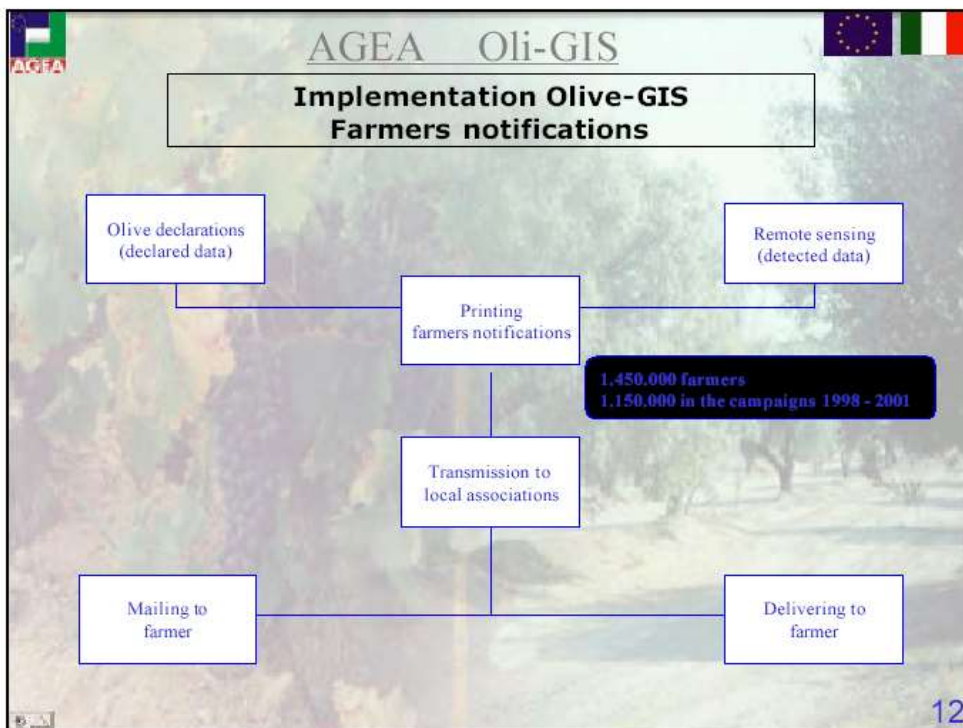 AGEA
AGEA Oli-GIS
Implementation Olive-GIS
Farmers notifications
Olive declarations
(declared data)
Remote sensing
(detected data)
Printing
farmers notifications
1.450.000 farmers
1.150.000 in the campaigns 1998 - 2001
Transmission to
local associations
Mailing to
farmer
Delivering to
farmer
12